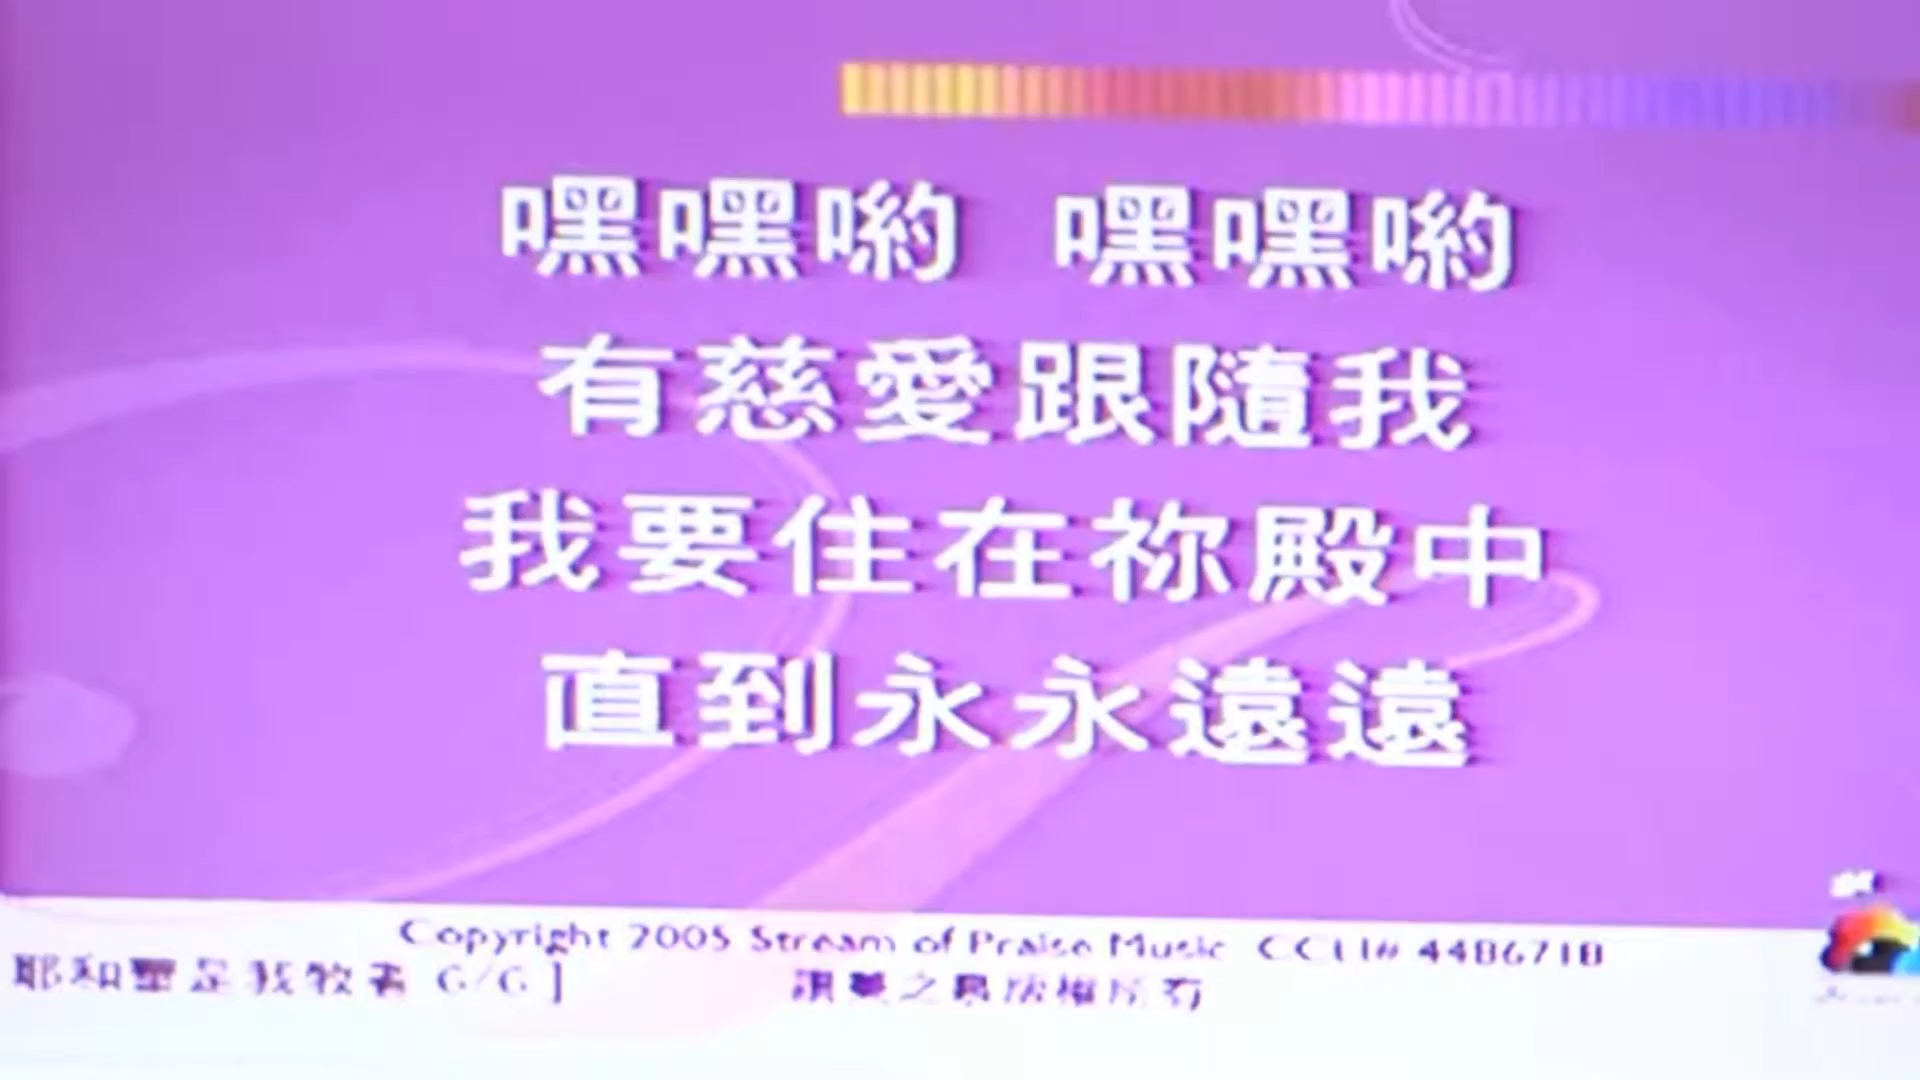 嘿嘿喲 嘿嘿喲
有慈愛跟隨我
我要住在祢殿中
直到永永遠遠
Copyright 2005 Stream of Praise Music CCLI# 4486718
耶和華是我牧者 6/6 ]
讚美之泉版權所有